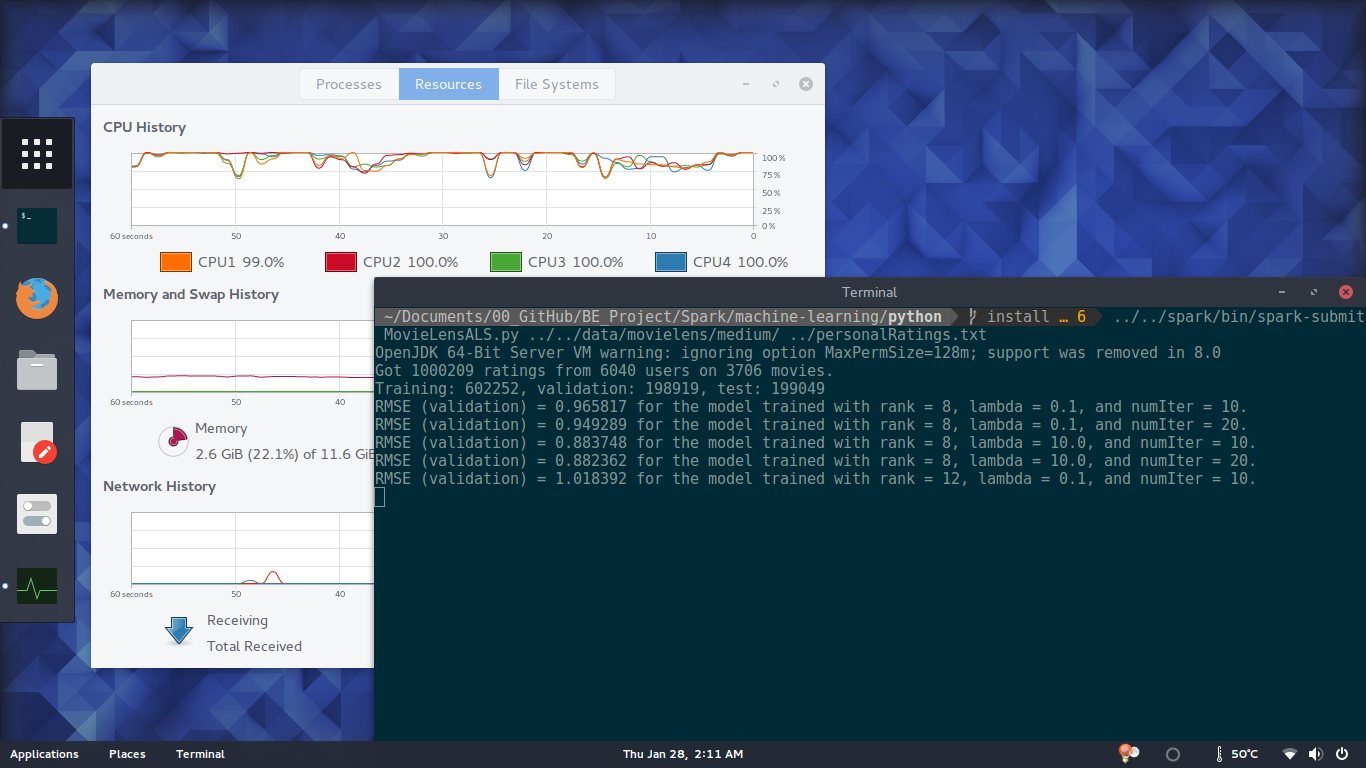 Processes Resources File Systems
CPU History
100 %
75 %
50 %
25 %
0 %
60 seconds 50 40 30 20 10 0
CPU1 99.0% CPU2 100.0% CPU3 100.0% CPU4 100.0%
Memory and Swap History
60 seconds 50 40
Memory
2.6 GiB (22.1%) of 11.6 GiB
Network History
60 seconds 50 40
Receiving
Total Received
Terminal
~/Documents/00_GitHub/BE_Project/Spark/machine-learning/python install … 6 ../../spark/bin/spark-submit
MovieLensALS.py ../../data/movielens/medium/ ../personalRatings.txt
OpenJDK 64-Bit Server VM warning: ignoring option MaxPermSize=128m; support was removed in 8.0
Got 1000209 ratings from 6040 users on 3706 movies.
Training: 602252, validation: 198919, test: 199049
RMSE (validation) = 0.965817 for the model trained with rank = 8, lambda = 0.1, and numIter = 10.
RMSE (validation) = 0.949289 for the model trained with rank = 8, lambda = 0.1, and numIter = 20.
RMSE (validation) = 0.883748 for the model trained with rank = 8, lambda = 10.0, and numIter = 10.
RMSE (validation) = 0.882362 for the model trained with rank = 8, lambda = 10.0, and numIter = 20.
RMSE (validation) = 1.018392 for the model trained with rank = 12, lambda = 0.1, and numIter = 10.
$_
Applications Places Terminal Thu Jan 28, 2:11 AM 50℃